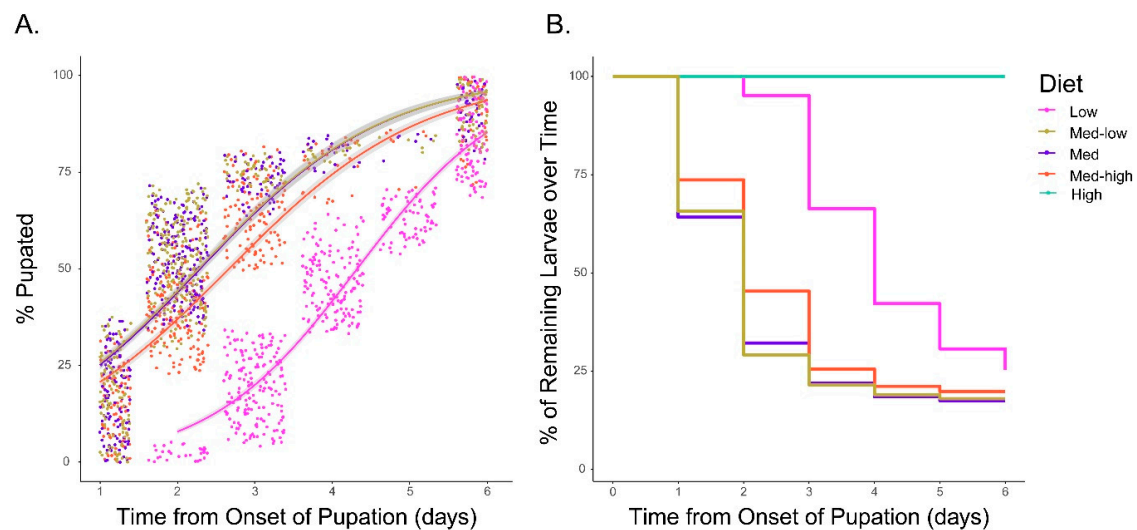 A.
% Pupated
100
75
50
25
0
1 2 3 4 5 6
Time from Onset of Pupation (days)
B.
% of Remaining Larvae over Time
100
75
50
25
0
0 1 2 3 4 5 6
Time from Onset of Pupation (days)
Diet
Low
Med-low
Med
Med-high
High